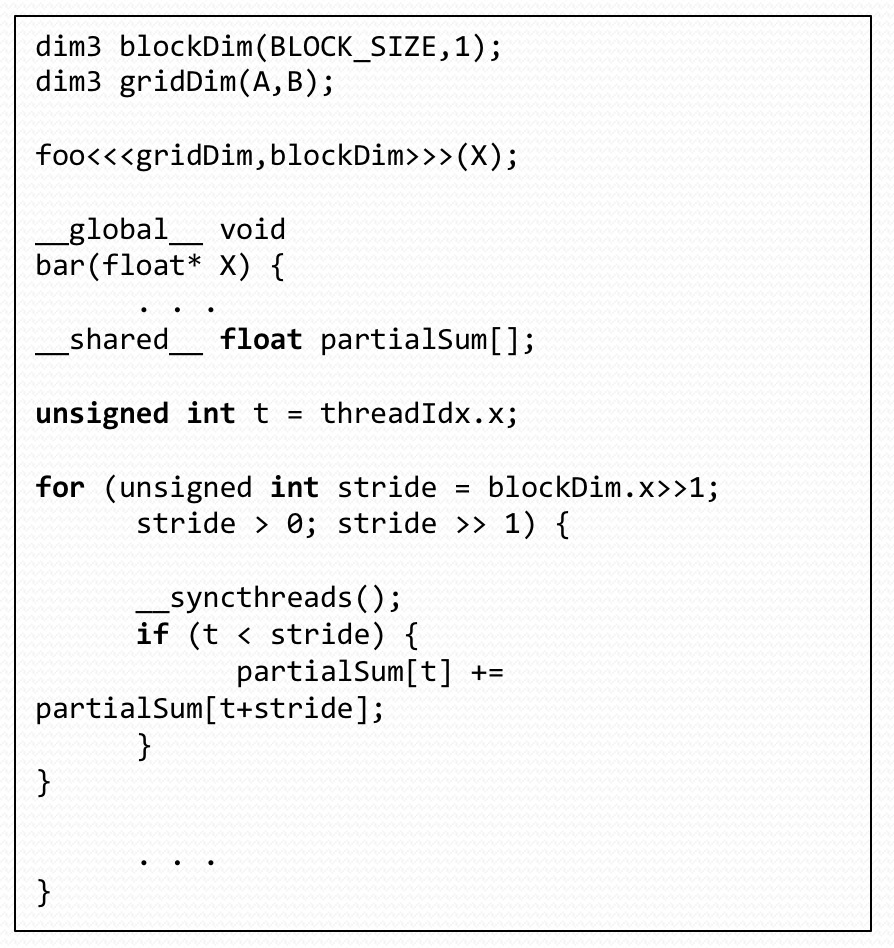 dim3 blockDim(BLOCK_SIZE,1);
dim3 gridDim(A,B);
foo<<<gridDim,blockDim>>>(X);
__global__ void
bar(float* X) {
. . .
__shared__ float partialSum[];
unsigned int t = threadIdx.x;
for (unsigned int stride = blockDim.x>>1;
stride > 0; stride >> 1) {
__syncthreads();
if (t < stride) {
partialSum[t] +=
partialSum[t+stride];
}
}
. . .
}